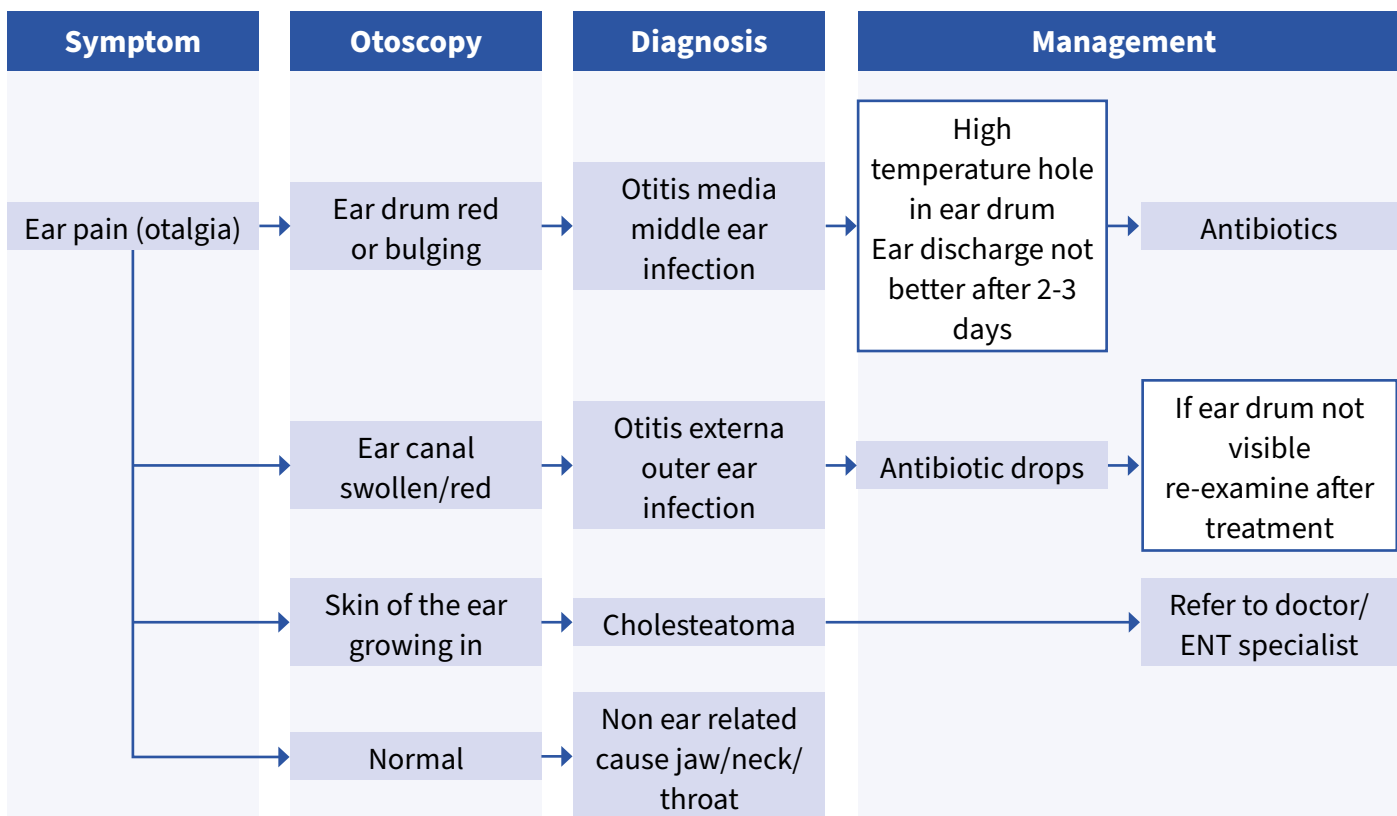 Symptom
Otoscopy
Diagnosis
Management
Ear pain (otalgia)
Ear drum red
or bulging
Otitis media
middle ear
infection
High
temperature hole
in ear drum
Ear discharge not
better after 2-3
days
Antibiotics
Ear canal
swollen/red
Otitis externa
outer ear
infection
Antibiotic drops
If ear drum not
visible
re-examine after
treatment
Skin of the ear
growing in
Cholesteatoma
Refer to doctor/
ENT specialist
Normal
Non ear related
cause jaw/neck/
throat